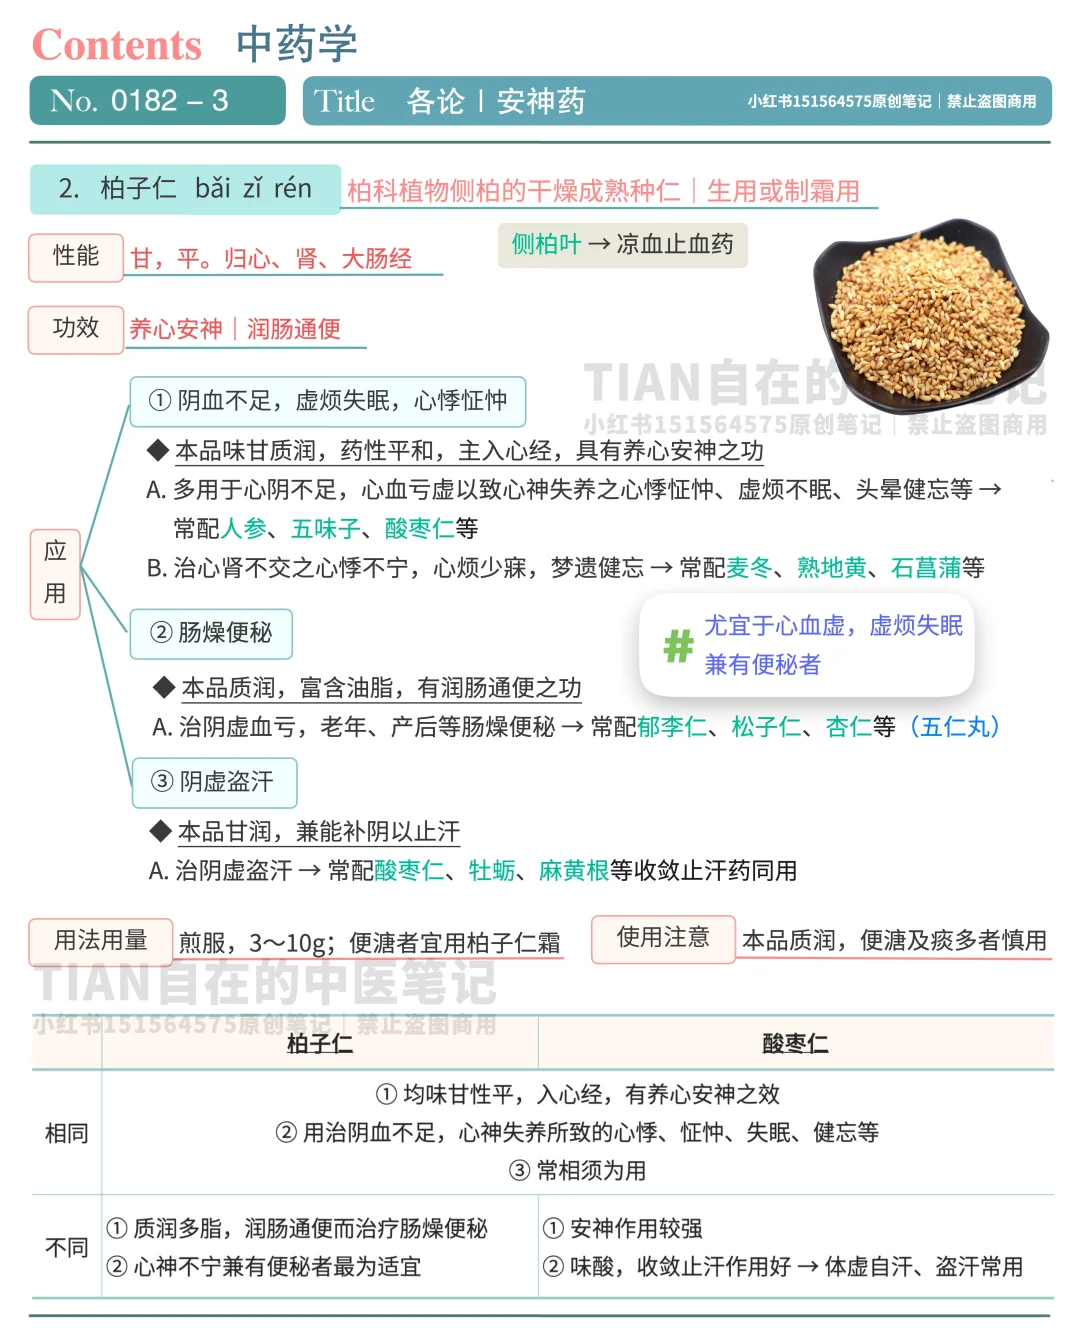 Contents 中药学
No. 0182 – 3
Title 各论丨安神药
小红书151564575原创笔记｜禁止盗图商用
2. 柏子仁 bǎi zǐ rén
柏科植物侧柏的干燥成熟种仁｜生用或制霜用
性能
甘，平。归心、肾、大肠经
侧柏叶 → 凉血止血药
功效
养心安神｜润肠通便
TIAN自在的 笔记
小红书151564575原创笔记｜禁止盗图商用
应用
① 阴血不足，虚烦失眠，心悸怔忡
◆ 本品味甘质润，药性平和，主入心经，具有养心安神之功
A. 多用于心阴不足，心血亏虚以致心神失养之心悸怔忡、虚烦不眠、头晕健忘等 →
常配人参、五味子、酸枣仁等
B. 治心肾不交之心悸不宁，心烦少寐，梦遗健忘 → 常配麦冬、熟地黄、石菖蒲等
# 尤宜于心血虚，虚烦失眠
兼有便秘者
② 肠燥便秘
◆ 本品质润，富含油脂，有润肠通便之功
A. 治阴虚血亏，老年、产后等肠燥便秘 → 常配郁李仁、松子仁、杏仁等（五仁丸）
③ 阴虚盗汗
◆ 本品甘润，兼能补阴以止汗
A. 治阴虚盗汗 → 常配酸枣仁、牡蛎、麻黄根等收敛止汗药同用
用法用量
煎服，3～10g；便溏者宜用柏子仁霜
使用注意
本品质润，便溏及痰多者慎用
TIAN自在的中医笔记
小红书151564575原创笔记｜禁止盗图商用
柏子仁 酸枣仁
相同
① 均味甘性平，入心经，有养心安神之效
② 用治阴血不足，心神失养所致的心悸、怔忡、失眠、健忘等
③ 常相须为用
不同
① 质润多脂，润肠通便而治疗肠燥便秘
② 心神不宁兼有便秘者最为适宜
① 安神作用较强
② 味酸，收敛止汗作用好 → 体虚自汗、盗汗常用